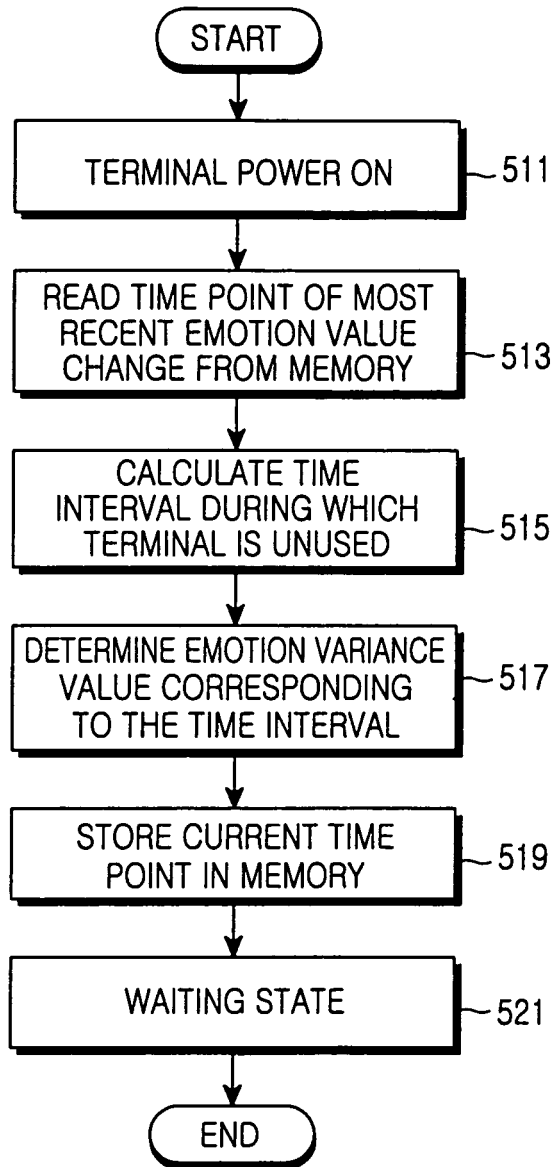 START
TERMINAL POWER ON
511
READ TIME POINT OF MOST
RECENT EMOTION VALUE
CHANGE FROM MEMORY
513
CALCULATE TIME
INTERVAL DURING WHICH
TERMINAL IS UNUSED
515
DETERMINE EMOTION VARIANCE
VALUE CORRESPONDING
TO THE TIME INTERVAL
517
STORE CURRENT TIME
POINT IN MEMORY
519
WAITING STATE
521
END